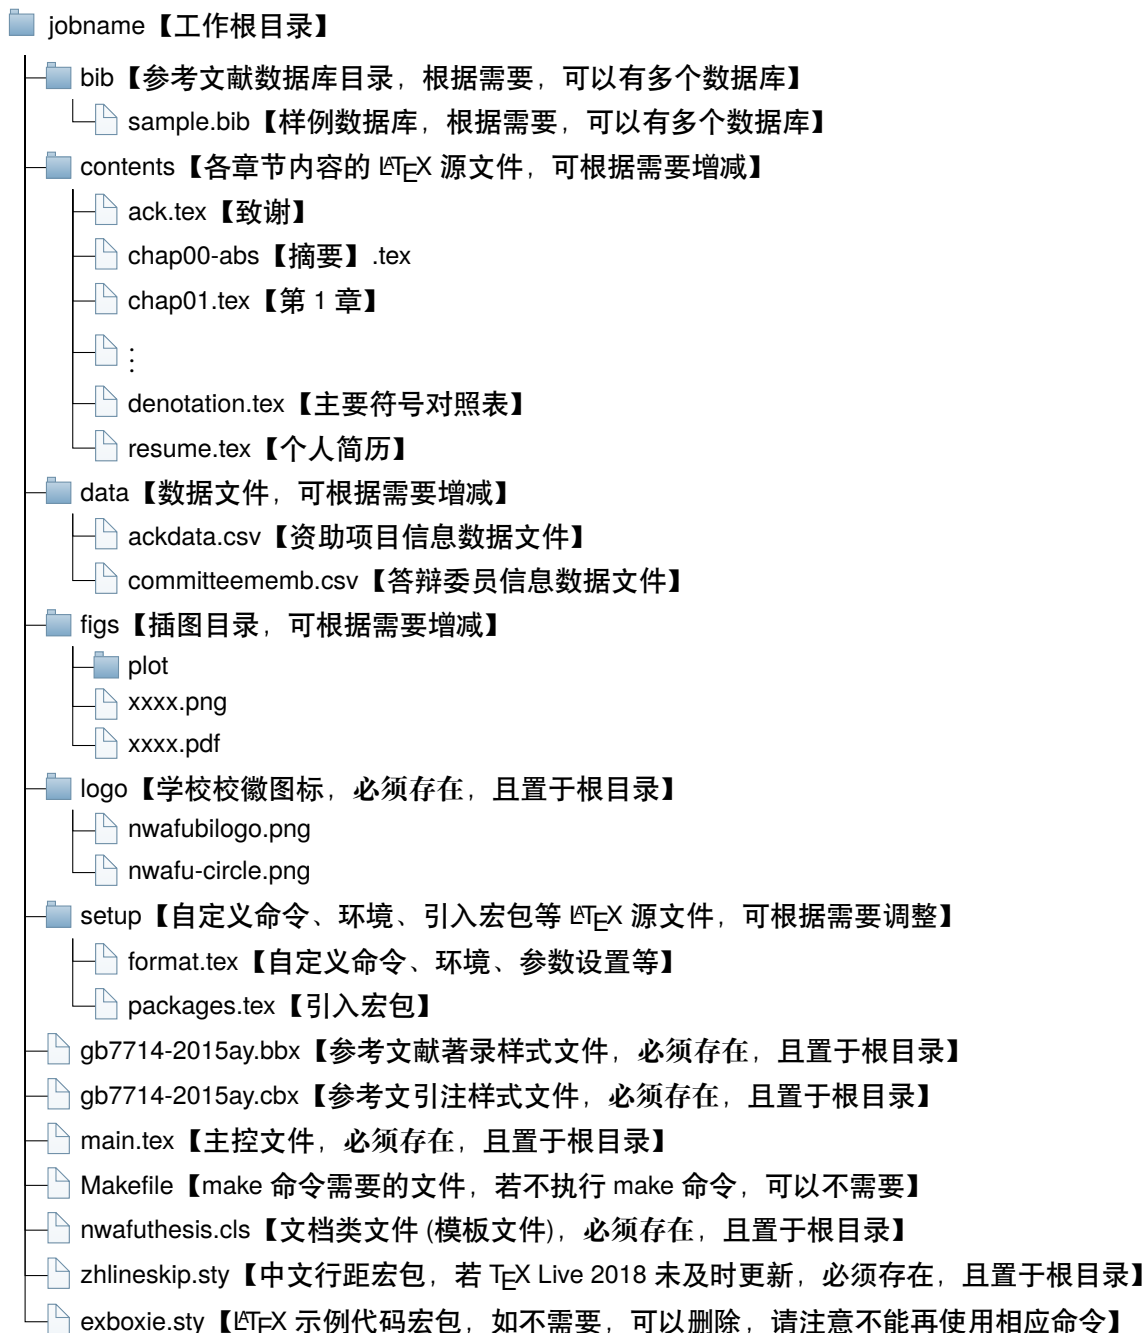 jobname【工作根目录】
bib【参考文献数据库目录，根据需要，可以有多个数据库】
sample.bib【样例数据库，根据需要，可以有多个数据库】
contents【各章节内容的 LATEX 源文件，可根据需要增减】
ack.tex【致谢】
chap00-abs【摘要】.tex
chap01.tex【第 1 章】
⋮
denotation.tex【主要符号对照表】
resume.tex【个人简历】
data【数据文件，可根据需要增减】
ackdata.csv【资助项目信息数据文件】
committeememb.csv【答辩委员信息数据文件】
figs【插图目录，可根据需要增减】
plot
xxxx.png
xxxx.pdf
logo【学校校徽图标，必须存在，且置于根目录】
nwafubilogo.png
nwafu-circle.png
setup【自定义命令、环境、引入宏包等 LATEX 源文件，可根据需要调整】
format.tex【自定义命令、环境、参数设置等】
packages.tex【引入宏包】
gb7714-2015ay.bbx【参考文献著录样式文件，必须存在，且置于根目录】
gb7714-2015ay.cbx【参考文引注样式文件，必须存在，且置于根目录】
main.tex【主控文件，必须存在，且置于根目录】
Makefile【make 命令需要的文件，若不执行 make 命令，可以不需要】
nwafuthesis.cls【文档类文件 (模板文件)，必须存在，且置于根目录】
zhlineskip.sty【中文行距宏包，若 TEX Live 2018 未及时更新，必须存在，且置于根目录】
exboxie.sty【LATEX 示例代码宏包，如不需要，可以删除，请注意不能再使用相应命令】